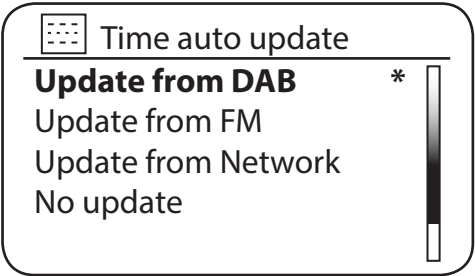 Time auto update
Update from DAB *
Update from FM
Update from Network
No update